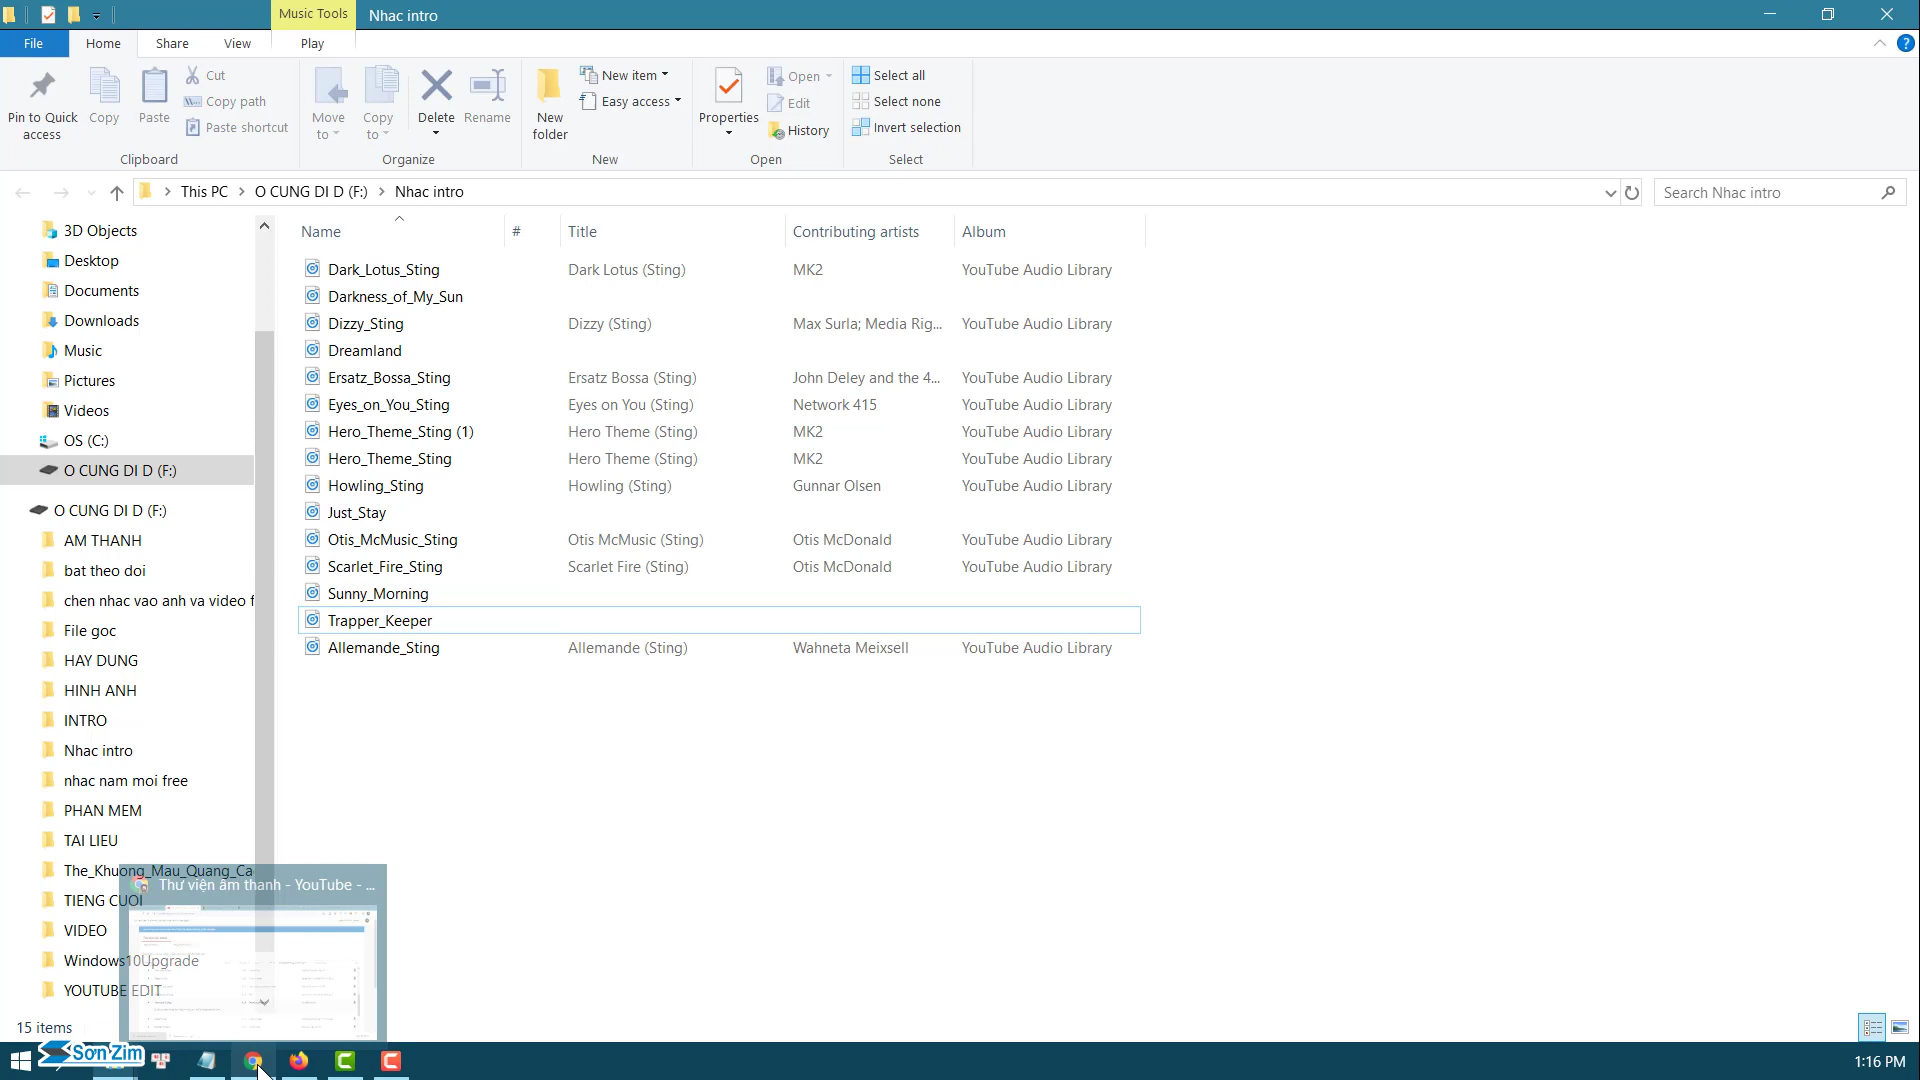 Music Tools
Nhac intro
File
Home
Share
View
Play
Pin to Quick access
Copy
Paste
Cut
Copy path
Paste shortcut
Clipboard
Move to
Copy to
Delete
Rename
Organize
New folder
New item
Easy access
New
Properties
Open
Edit
History
Open
Select all
Select none
Invert selection
Select
This PC > O CUNG DI D (F:) > Nhac intro
Search Nhac intro
3D Objects
Desktop
Documents
Downloads
Music
Pictures
Videos
OS (C:)
O CUNG DI D (F:)
O CUNG DI D (F:)
AM THANH
bat theo doi
chen nhac vao anh va video f
File goc
HAY DUNG
HINH ANH
INTRO
Nhac intro
nhac nam moi free
PHAN MEM
TAI LIEU
The_Khuong_Mau_Quang_Ca
TIENG CUOI
VIDEO
Windows10Upgrade
YOUTUBE EDIT
Name # Title Contributing artists Album
Dark_Lotus_Sting Dark Lotus (Sting) MK2 YouTube Audio Library
Darkness_of_My_Sun
Dizzy_Sting Dizzy (Sting) Max Surla; Media Rig... YouTube Audio Library
Dreamland
Ersatz_Bossa_Sting Ersatz Bossa (Sting) John Deley and the 4... YouTube Audio Library
Eyes_on_You_Sting Eyes on You (Sting) Network 415 YouTube Audio Library
Hero_Theme_Sting (1) Hero Theme (Sting) MK2 YouTube Audio Library
Hero_Theme_Sting Hero Theme (Sting) MK2 YouTube Audio Library
Howling_Sting Howling (Sting) Gunnar Olsen YouTube Audio Library
Just_Stay
Otis_McMusic_Sting Otis McMusic (Sting) Otis McDonald YouTube Audio Library
Scarlet_Fire_Sting Scarlet Fire (Sting) Otis McDonald YouTube Audio Library
Sunny_Morning
Trapper_Keeper
Allemande_Sting Allemande (Sting) Wahneta Meixsell YouTube Audio Library
Thư viện âm thanh - YouTube - ...
15 items
Sơn Zim
1:16 PM